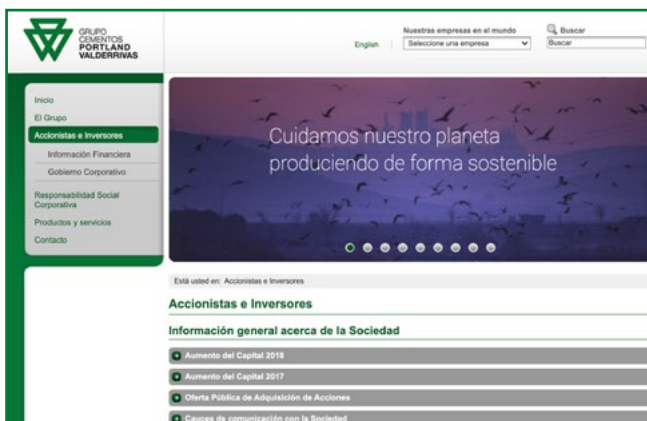 GRUPO
CEMENTOS
PORTLAND
VALDERRIVAS
English
Nuestras empresas en el mundo
Seleccione una empresa
Buscar
Buscar
Inicio
El Grupo
Accionistas e Inversores
Información Financiera
Gobierno Corporativo
Responsabilidad Social
Corporativa
Productos y servicios
Contacto
Cuidamos nuestro planeta
produciendo de forma sostenible
Está usted en: Accionistas e Inversores
Accionistas e Inversores
Información general acerca de la Sociedad
Aumento del Capital 2018
Aumento del Capital 2017
Oferta Pública de Adquisición de Acciones
Cauces de comunicación con la Sociedad